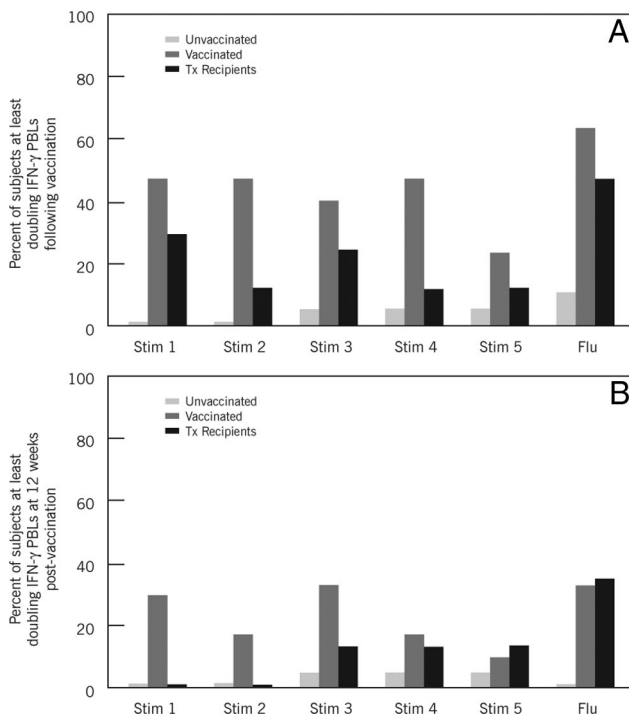 A
Percent of subjects at least
doubling IFN-γ PBLs
following vaccination
100
80
60
40
20
0
Unvaccinated
Vaccinated
Tx Recipients
Stim 1 Stim 2 Stim 3 Stim 4 Stim 5 Flu
B
Percent of subjects at least
doubling IFN-γ PBLs at 12 weeks
post-vaccination
100
80
60
40
20
0
Unvaccinated
Vaccinated
Tx Recipients
Stim 1 Stim 2 Stim 3 Stim 4 Stim 5 Flu